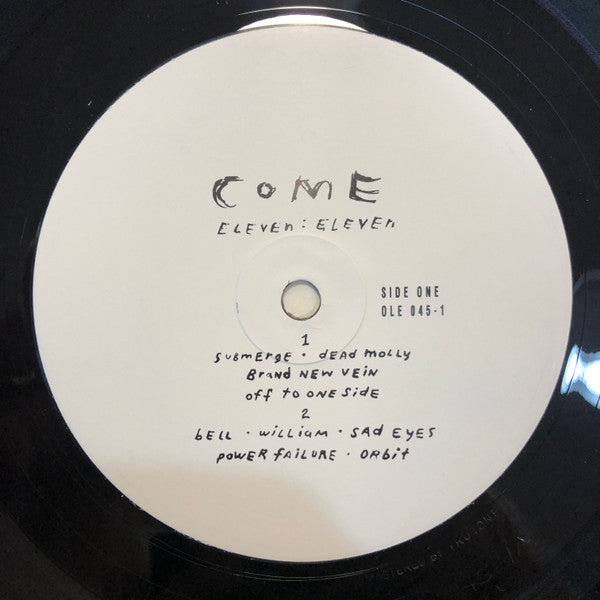 COME
ELEVEn : ELEVEn
SIDE ONE
OLE 045-1
1
SubmErgE · dEAd moLLy
BrAnd NEW VEiN
off To ONE SidE
2
bELL · wiLLiAm · SAd EyES
powER fAiLURE · ORbit